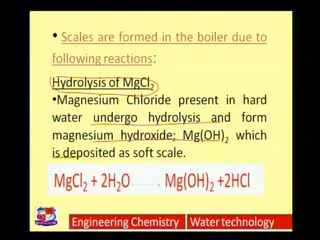 • Scales are formed in the boiler due to
following reactions:
Hydrolysis of MgCl₂
•Magnesium Chloride present in hard
water undergo hydrolysis and form
magnesium hydroxide; Mg(OH)₂ which
is deposited as soft scale.
MgCl₂ + 2H₂O ........ Mg(OH)₂ +2HCl
Engineering Chemistry Water technology